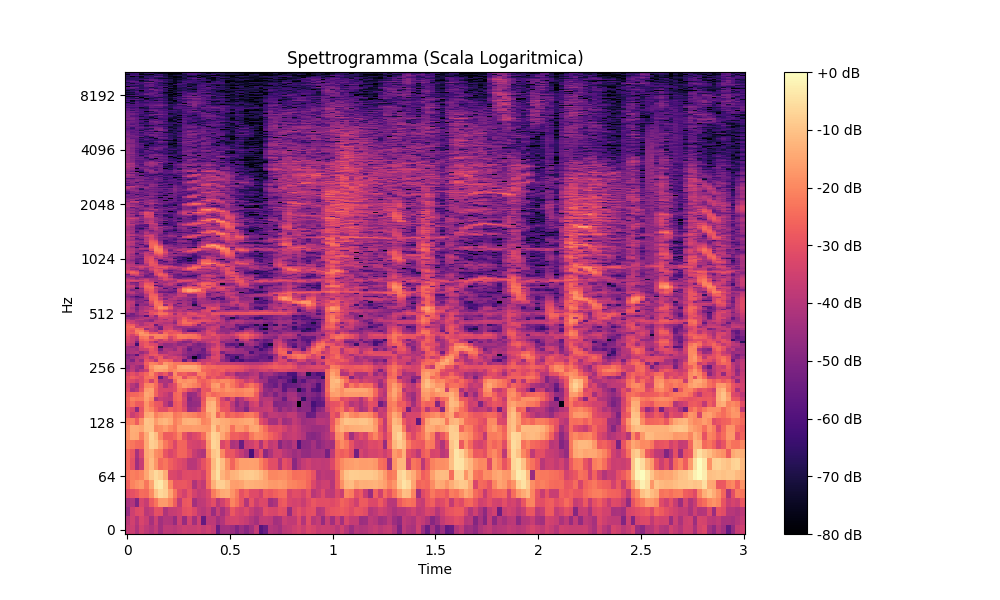 Spettrogramma (Scala Logaritmica)
Hz
8192
4096
2048
1024
512
256
128
64
0
0 0.5 1 1.5 2 2.5 3
Time
+0 dB
-10 dB
-20 dB
-30 dB
-40 dB
-50 dB
-60 dB
-70 dB
-80 dB